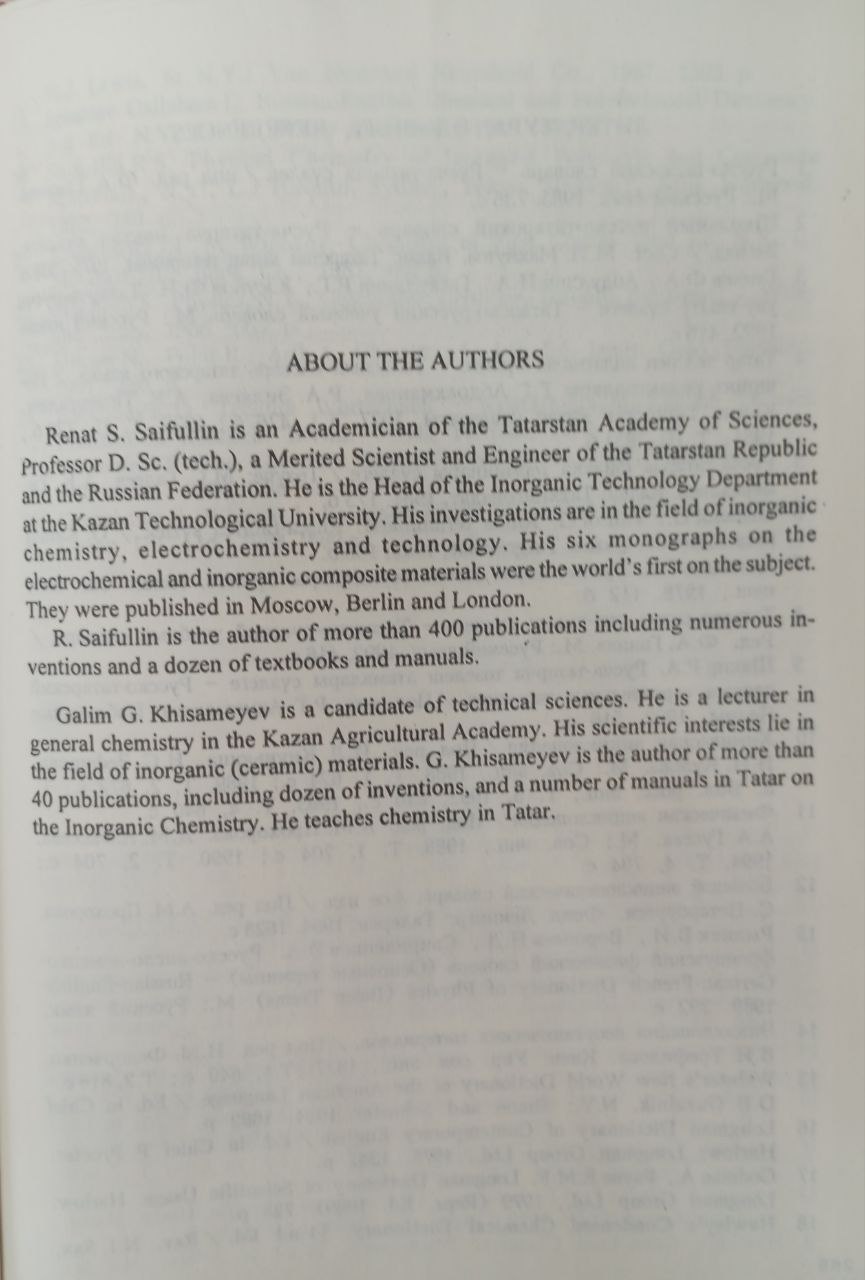 ABOUT THE AUTHORS
Renat S. Saifullin is an Academician of the Tatarstan Academy of Sciences,
Professor D. Sc. (tech.), a Merited Scientist and Engineer of the Tatarstan Republic
and the Russian Federation. He is the Head of the Inorganic Technology Department
at the Kazan Technological University. His investigations are in the field of inorganic
chemistry, electrochemistry and technology. His six monographs on the
electrochemical and inorganic composite materials were the world's first on the subject.
They were published in Moscow, Berlin and London.
R. Saifullin is the author of more than 400 publications including numerous in-
ventions and a dozen of textbooks and manuals.
Galim G. Khisameyev is a candidate of technical sciences. He is a lecturer in
general chemistry in the Kazan Agricultural Academy. His scientific interests lie in
the field of inorganic (ceramic) materials. G. Khisameyev is the author of more than
40 publications, including dozen of inventions, and a number of manuals in Tatar on
the Inorganic Chemistry. He teaches chemistry in Tatar.